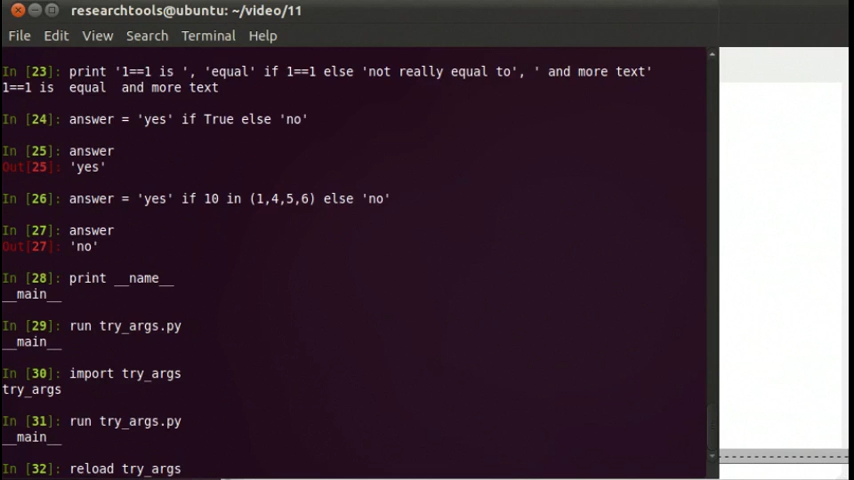 researchtools@ubuntu: ~/video/11
File Edit View Search Terminal Help
In [23]: print '1==1 is ', 'equal' if 1==1 else 'not really equal to', ' and more text'
1==1 is  equal  and more text
In [24]: answer = 'yes' if True else 'no'
In [25]: answer
Out[25]: 'yes'
In [26]: answer = 'yes' if 10 in (1,4,5,6) else 'no'
In [27]: answer
Out[27]: 'no'
In [28]: print __name__
__main__
In [29]: run try_args.py
__main__
In [30]: import try_args
try_args
In [31]: run try_args.py
__main__
In [32]: reload try_args